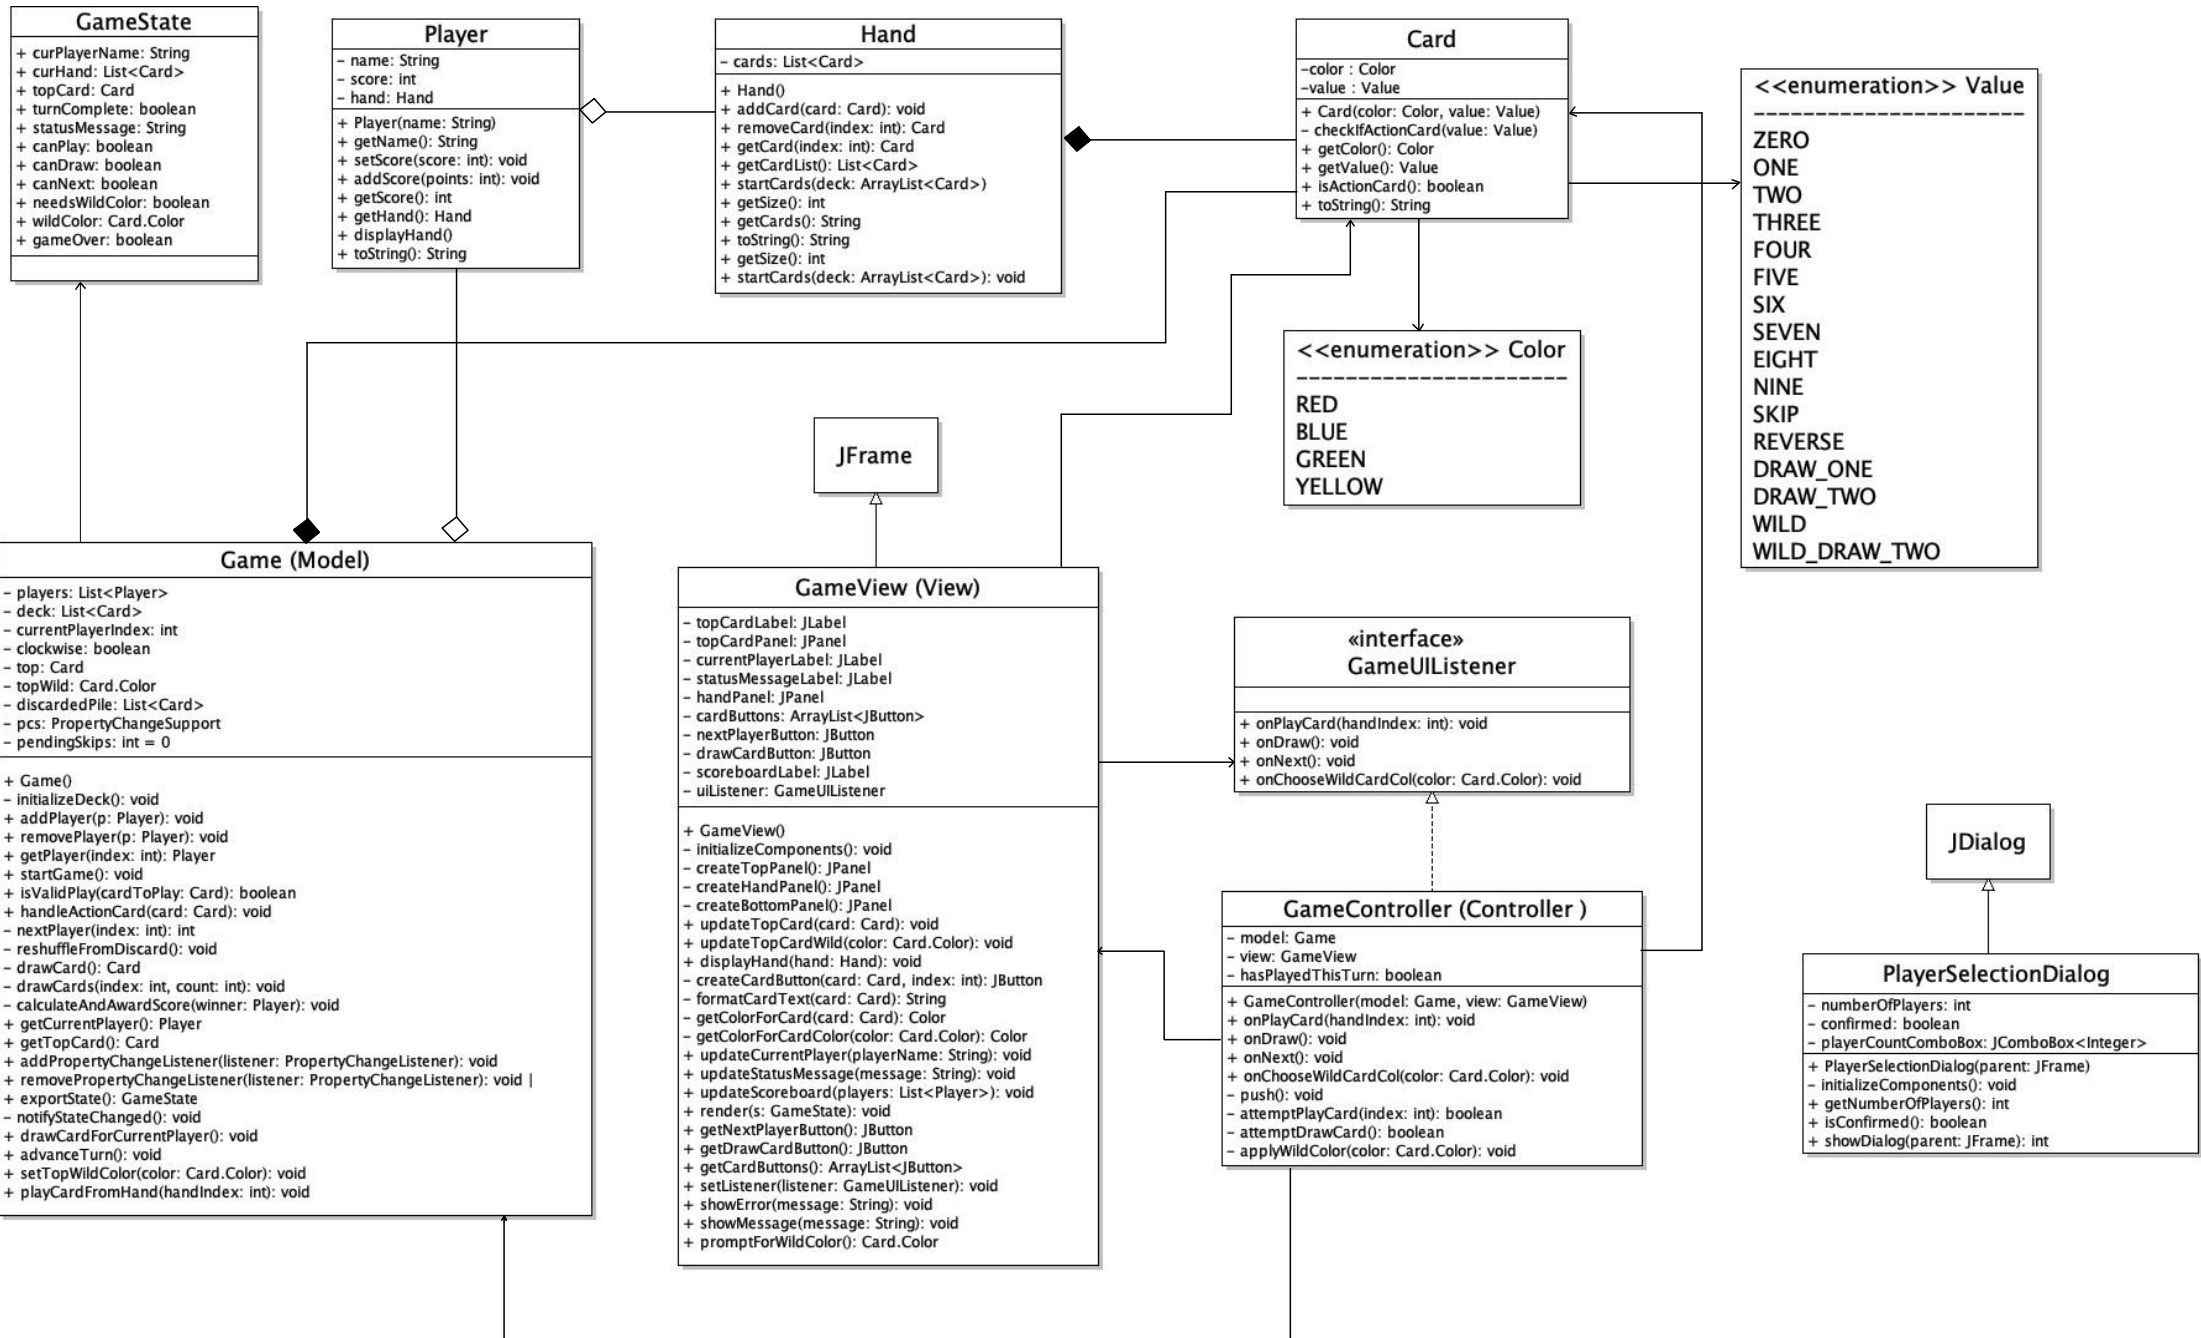 GameState
+ curPlayerName: String
+ curHand: List<Card>
+ topCard: Card
+ turnComplete: boolean
+ statusMessage: String
+ canPlay: boolean
+ canDraw: boolean
+ canNext: boolean
+ needsWildColor: boolean
+ wildColor: Card.Color
+ gameOver: boolean
Player
- name: String
- score: int
- hand: Hand
+ Player(name: String)
+ getName(): String
+ setScore(score: int): void
+ addScore(points: int): void
+ getScore(): int
+ getHand(): Hand
+ displayHand()
+ toString(): String
Hand
- cards: List<Card>
+ Hand()
+ addCard(card: Card): void
+ removeCard(index: int): Card
+ getCard(index: int): Card
+ getCardList(): List<Card>
+ startCards(deck: ArrayList<Card>)
+ getSize(): int
+ getCards(): String
+ toString(): String
+ getSize(): int
+ startCards(deck: ArrayList<Card>): void
Card
-color : Color
-value : Value
+ Card(color: Color, value: Value)
- checkIfActionCard(value: Value)
+ getColor(): Color
+ getValue(): Value
+ isActionCard(): boolean
+ toString(): String
<<enumeration>> Value
----------------------
ZERO
ONE
TWO
THREE
FOUR
FIVE
SIX
SEVEN
EIGHT
NINE
SKIP
REVERSE
DRAW_ONE
DRAW_TWO
WILD
WILD_DRAW_TWO
<<enumeration>> Color
----------------------
RED
BLUE
GREEN
YELLOW
JFrame
Game (Model)
- players: List<Player>
- deck: List<Card>
- currentPlayerIndex: int
- clockwise: boolean
- top: Card
- topWild: Card.Color
- discardedPile: List<Card>
- pcs: PropertyChangeSupport
- pendingSkips: int = 0
+ Game()
- initializeDeck(): void
+ addPlayer(p: Player): void
+ removePlayer(p: Player): void
+ getPlayer(index: int): Player
+ startGame(): void
+ isValidPlay(cardToPlay: Card): boolean
+ handleActionCard(card: Card): void
- nextPlayer(index: int): int
- reshuffleFromDiscard(): void
- drawCard(): Card
- drawCards(index: int, count: int): void
- calculateAndAwardScore(winner: Player): void
+ getCurrentPlayer(): Player
+ getTopCard(): Card
+ addPropertyChangeListener(listener: PropertyChangeListener): void
+ removePropertyChangeListener(listener: PropertyChangeListener): void |
+ exportState(): GameState
- notifyStateChanged(): void
+ drawCardForCurrentPlayer(): void
+ advanceTurn(): void
+ setTopWildColor(color: Card.Color): void
+ playCardFromHand(handIndex: int): void
GameView (View)
- topCardLabel: JLabel
- topCardPanel: JPanel
- currentPlayerLabel: JLabel
- statusMessageLabel: JLabel
- handPanel: JPanel
- cardButtons: ArrayList<JButton>
- nextPlayerButton: JButton
- drawCardButton: JButton
- scoreboardLabel: JLabel
- uiListener: GameUIListener
+ GameView()
- initializeComponents(): void
- createTopPanel(): JPanel
- createHandPanel(): JPanel
- createBottomPanel(): JPanel
+ updateTopCard(card: Card): void
+ updateTopCardWild(color: Card.Color): void
+ displayHand(hand: Hand): void
- createCardButton(card: Card, index: int): JButton
- formatCardText(card: Card): String
- getColorForCard(card: Card): Color
- getColorForCardColor(color: Card.Color): Color
+ updateCurrentPlayer(playerName: String): void
+ updateStatusMessage(message: String): void
+ updateScoreboard(players: List<Player>): void
+ render(s: GameState): void
+ getNextPlayerButton(): JButton
+ getDrawCardButton(): JButton
+ getCardButtons(): ArrayList<JButton>
+ setListener(listener: GameUIListener): void
+ showError(message: String): void
+ showMessage(message: String): void
+ promptForWildColor(): Card.Color
«interface»
GameUIListener
+ onPlayCard(handIndex: int): void
+ onDraw(): void
+ onNext(): void
+ onChooseWildCardCol(color: Card.Color): void
GameController (Controller )
- model: Game
- view: GameView
- hasPlayedThisTurn: boolean
+ GameController(model: Game, view: GameView)
+ onPlayCard(handIndex: int): void
+ onDraw(): void
+ onNext(): void
+ onChooseWildCardCol(color: Card.Color): void
- push(): void
- attemptPlayCard(index: int): boolean
- attemptDrawCard(): boolean
- applyWildColor(color: Card.Color): void
JDialog
PlayerSelectionDialog
- numberOfPlayers: int
- confirmed: boolean
- playerCountComboBox: JComboBox<Integer>
+ PlayerSelectionDialog(parent: JFrame)
- initializeComponents(): void
+ getNumberOfPlayers(): int
+ isConfirmed(): boolean
+ showDialog(parent: JFrame): int